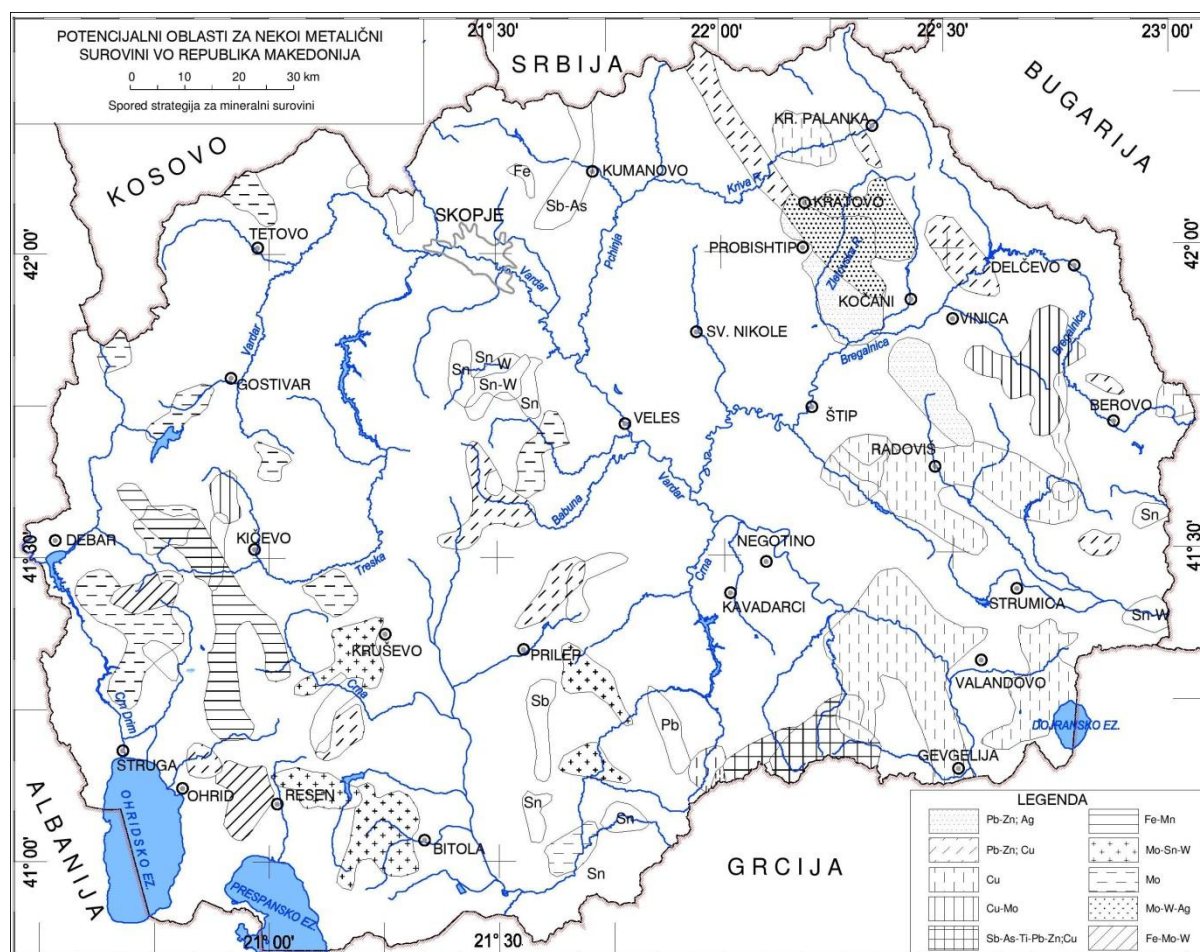 POTENCIJALNI OBLASTI ZA NEKOI METALIČNI
SUROVINI VO REPUBLIKA MAKEDONIJA
0 10 20 30 km
Spored strategija za mineralni surovini
21° 30'
22° 00'
22° 30'
23° 00'
SRBIJA
BUGARIJA
KOSOVO
KR. PALANKA
KUMANOVO
Fe
Sb-As
Kriva R.
KRATOVO
SKOPJE
TETOVO
PROBISHTIP
Zletovska R.
Pchinja
42° 00'
42° 00'
Vardar
DELČEVO
KOČANI
VINICA
SV. NIKOLE
Bregalnica
Bregalnica
Vardar
GOSTIVAR
Sn
Sn
W
Sn-W
Sn
VELES
ŠTIP
BEROVO
RADOVIŠ
Vardar
Babuna
Sn
DEBAR
KIČEVO
Treska
NEGOTINO
Crna
41° 30'
41° 30'
KAVADARCI
STRUMICA
Sn-W
KRUŠEVO
PRILEP
VALANDOVO
Crna
Crn Drim
Sb
Pb
DOJRANSKO EZ.
STRUGA
GEVGELIJA
OHRID
RESEN
Sn
Sn
BITOLA
Sn
41° 00'
ALBANIJA
OHRIDSKO EZ.
PRESPANSKO EZ.
GRCIJA
21° 00'
21° 30
LEGENDA
Pb-Zn; Ag
Fe-Mn
Pb-Zn; Cu
Mo-Sn-W
Cu
Mo
Cu-Mo
Mo-W-Ag
Sb-As-Ti-Pb-Zn;Cu
Fe-Mo-W